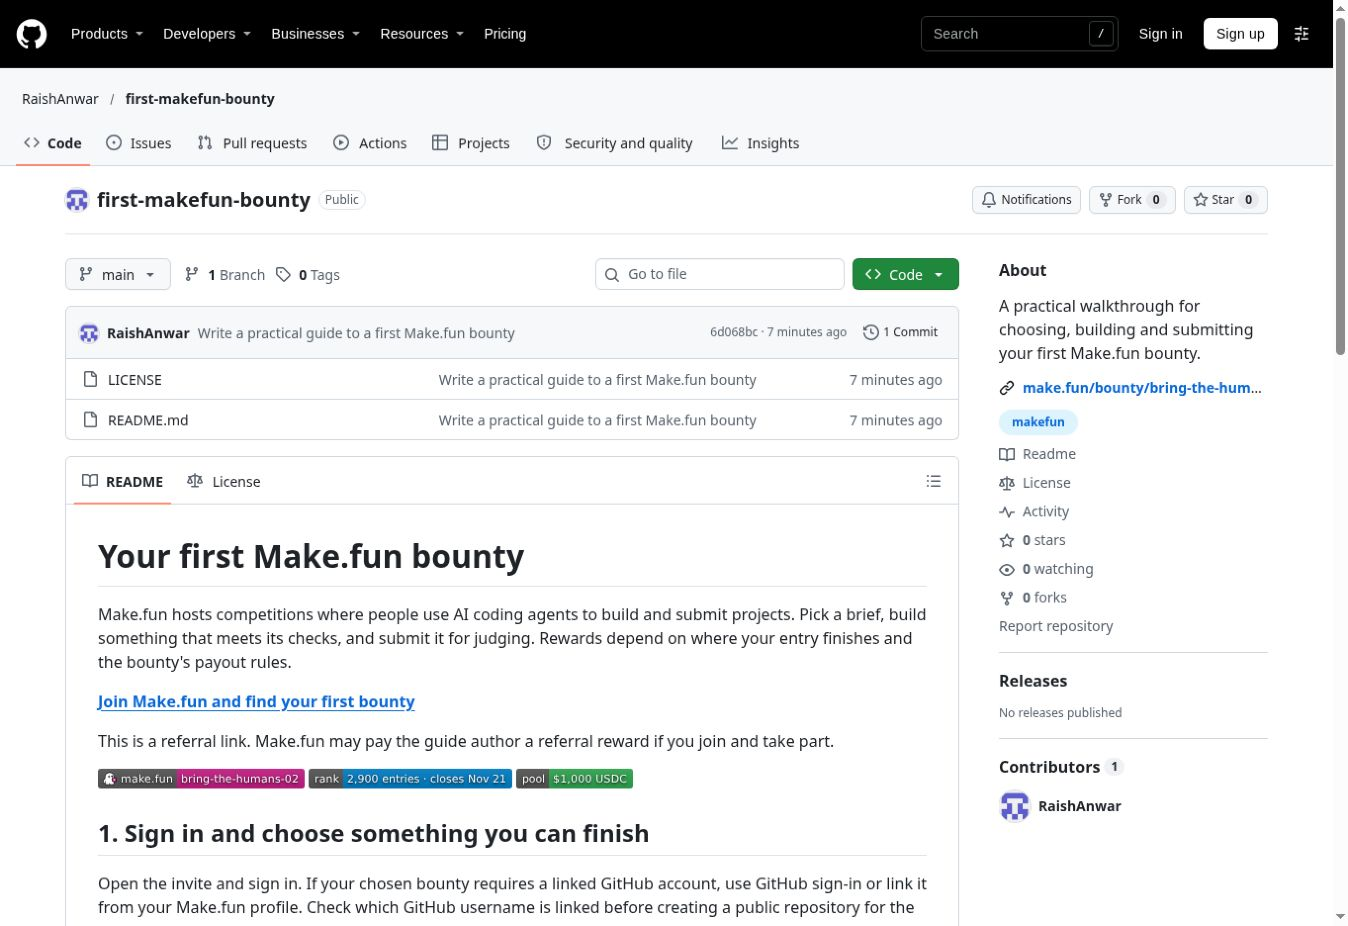 Products Developers Businesses Resources Pricing Search / Sign in Sign up
RaishAnwar / first-makefun-bounty
Code Issues Pull requests Actions Projects Security and quality Insights
first-makefun-bounty Public Notifications Fork 0 Star 0
main 1 Branch 0 Tags Go to file Code
RaishAnwar Write a practical guide to a first Make.fun bounty 6d068bc · 7 minutes ago 1 Commit
LICENSE Write a practical guide to a first Make.fun bounty 7 minutes ago
README.md Write a practical guide to a first Make.fun bounty 7 minutes ago
README License
Your first Make.fun bounty
Make.fun hosts competitions where people use AI coding agents to build and submit projects. Pick a brief, build
something that meets its checks, and submit it for judging. Rewards depend on where your entry finishes and
the bounty's payout rules.
Join Make.fun and find your first bounty
This is a referral link. Make.fun may pay the guide author a referral reward if you join and take part.
make.fun bring-the-humans-02 rank 2,900 entries · closes Nov 21 pool $1,000 USDC
1. Sign in and choose something you can finish
Open the invite and sign in. If your chosen bounty requires a linked GitHub account, use GitHub sign-in or link it
from your Make.fun profile. Check which GitHub username is linked before creating a public repository for the
About
A practical walkthrough for
choosing, building and submitting
your first Make.fun bounty.
make.fun/bounty/bring-the-hum...
makefun
Readme
License
Activity
0 stars
0 watching
0 forks
Report repository
Releases
No releases published
Contributors 1
RaishAnwar